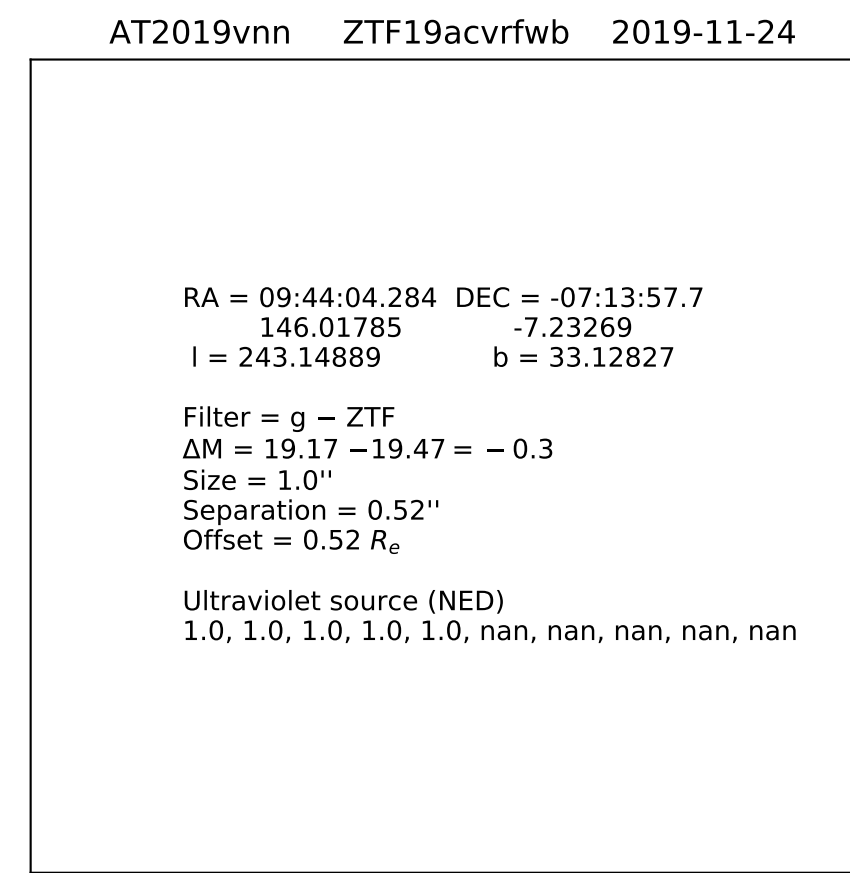 AT2019vnn ZTF19acvrfwb 2019-11-24
RA = 09:44:04.284 DEC = -07:13:57.7
146.01785 -7.23269
l = 243.14889 b = 33.12827
Filter = g − ZTF
ΔM = 19.17 −19.47 = − 0.3
Size = 1.0''
Separation = 0.52''
Offset = 0.52 Rₑ
Ultraviolet source (NED)
1.0, 1.0, 1.0, 1.0, 1.0, nan, nan, nan, nan, nan